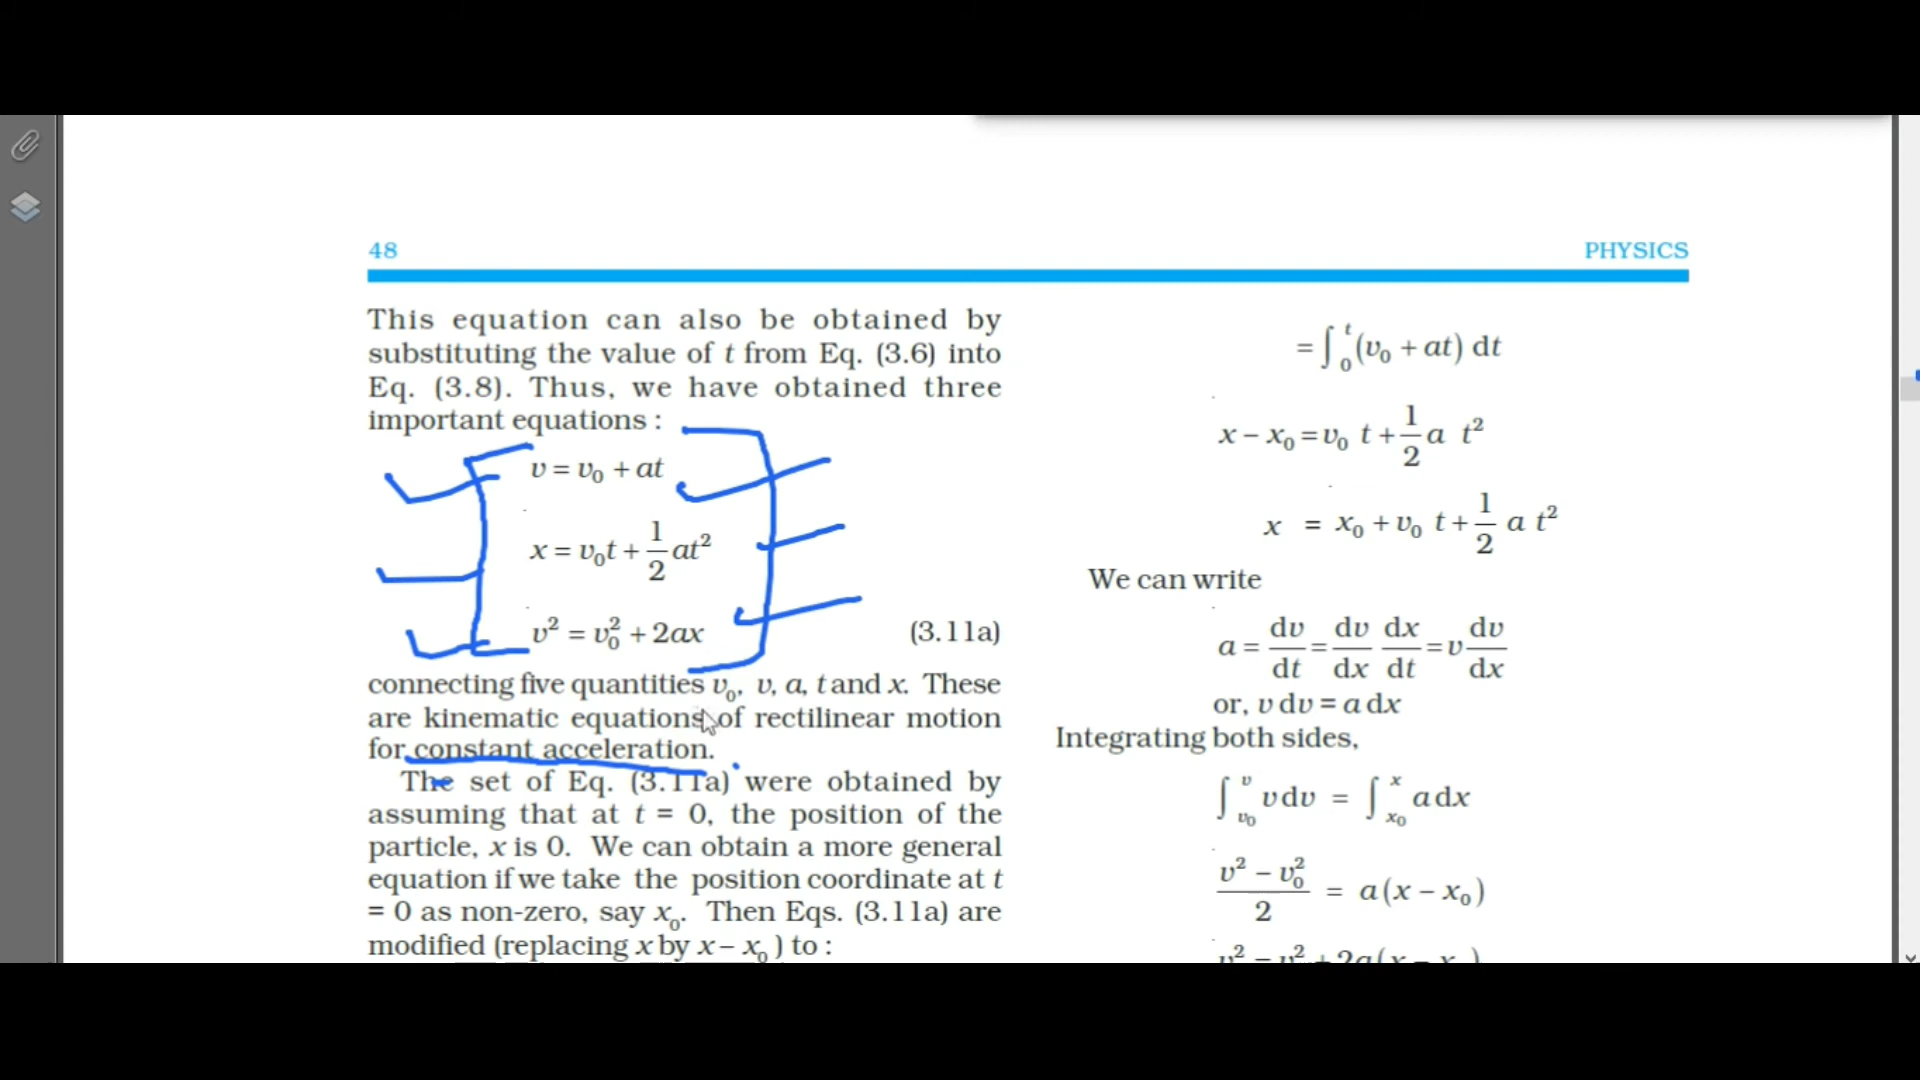 48
PHYSICS
This equation can also be obtained by
substituting the value of t from Eq. (3.6) into
Eq. (3.8). Thus, we have obtained three
important equations :
v = v₀ + at
x = v₀t + 1/2 at²
v² = v₀² + 2ax (3.11a)
connecting five quantities v₀, v, a, t and x. These
are kinematic equations of rectilinear motion
for constant acceleration.
The set of Eq. (3.11a) were obtained by
assuming that at t = 0, the position of the
particle, x is 0. We can obtain a more general
equation if we take the position coordinate at t
= 0 as non-zero, say x₀. Then Eqs. (3.11a) are
modified (replacing x by x – x₀ ) to :
= ∫₀ᵗ (v₀ + at) dt
x – x₀ = v₀ t + 1/2 a t²
x = x₀ + v₀ t + 1/2 a t²
We can write
a = dv/dt = dv/dx dx/dt = v dv/dx
or, v dv = a dx
Integrating both sides,
∫_{v₀}^{v} v dv = ∫_{x₀}^{x} a dx
(v² – v₀²)/2 = a (x – x₀)